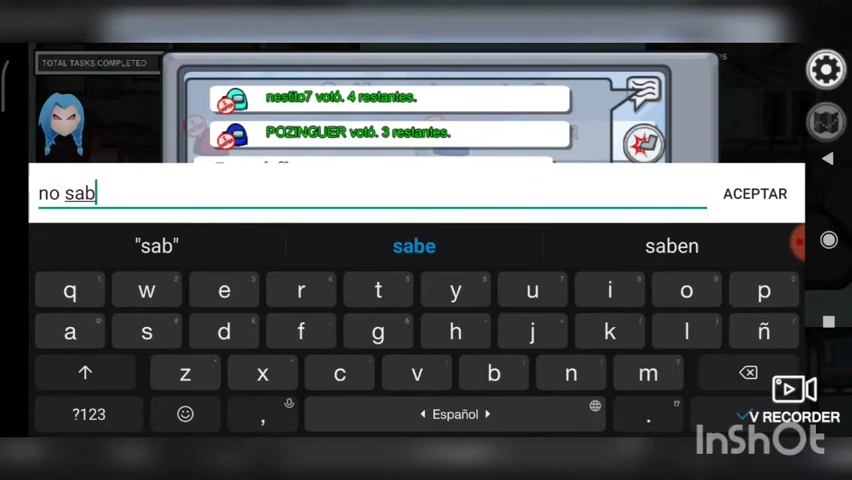 TOTAL TASKS COMPLETED
nestito7 votó. 4 restantes.
POZINGUER votó. 3 restantes.
no sab
ACEPTAR
"sab" sabe saben
q w e r t y u i o p
a s d f g h j k l ñ
z x c v b n m
?123 , Español .
V RECORDER
InShOt